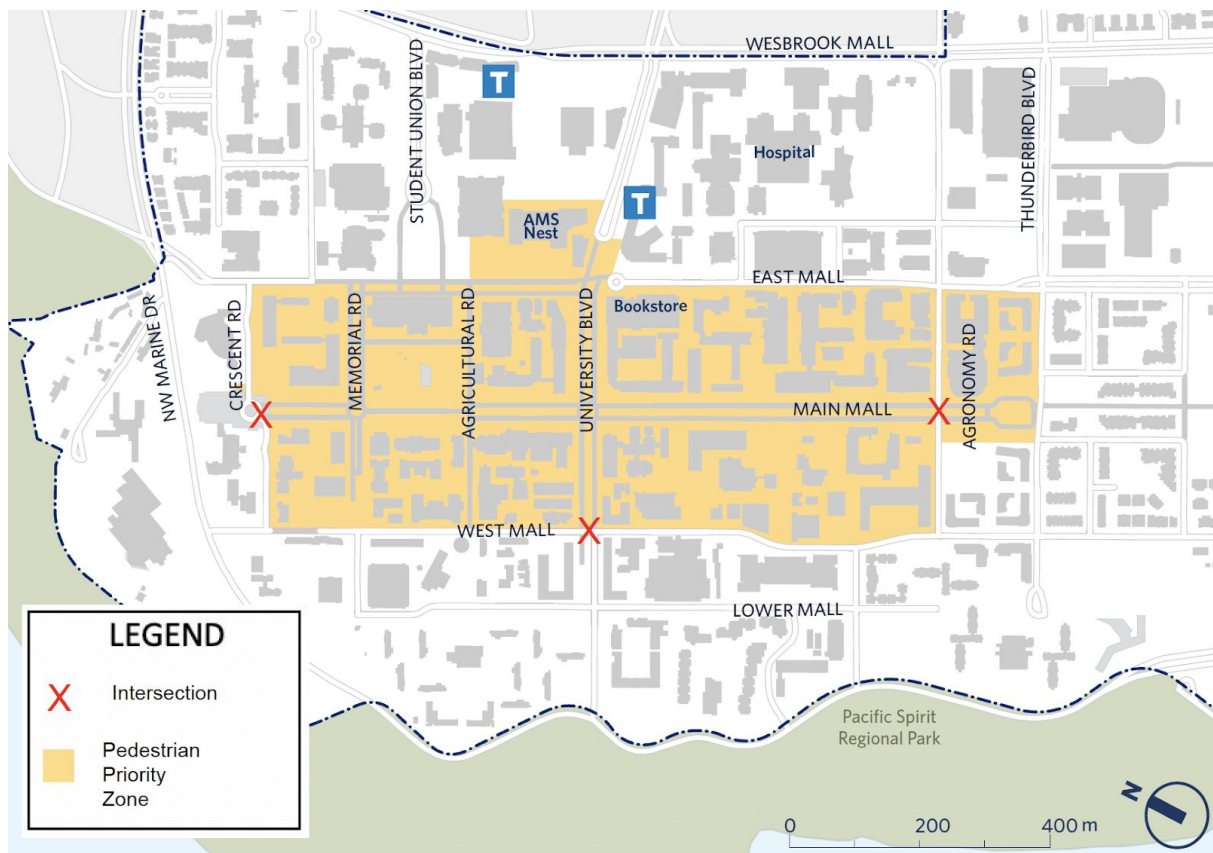 WESBROOK MALL
STUDENT UNION BLVD
T
THUNDERBIRD BLVD
Hospital
T
AMS
Nest
EAST MALL
NW MARINE DR
CRESCENT RD
MEMORIAL RD
AGRICULTURAL RD
UNIVERSITY BLVD
Bookstore
AGRONOMY RD
MAIN MALL
X
X
WEST MALL
X
LOWER MALL
LEGEND
X Intersection
Pedestrian
Priority
Zone
Pacific Spirit
Regional Park
N
0 200 400 m